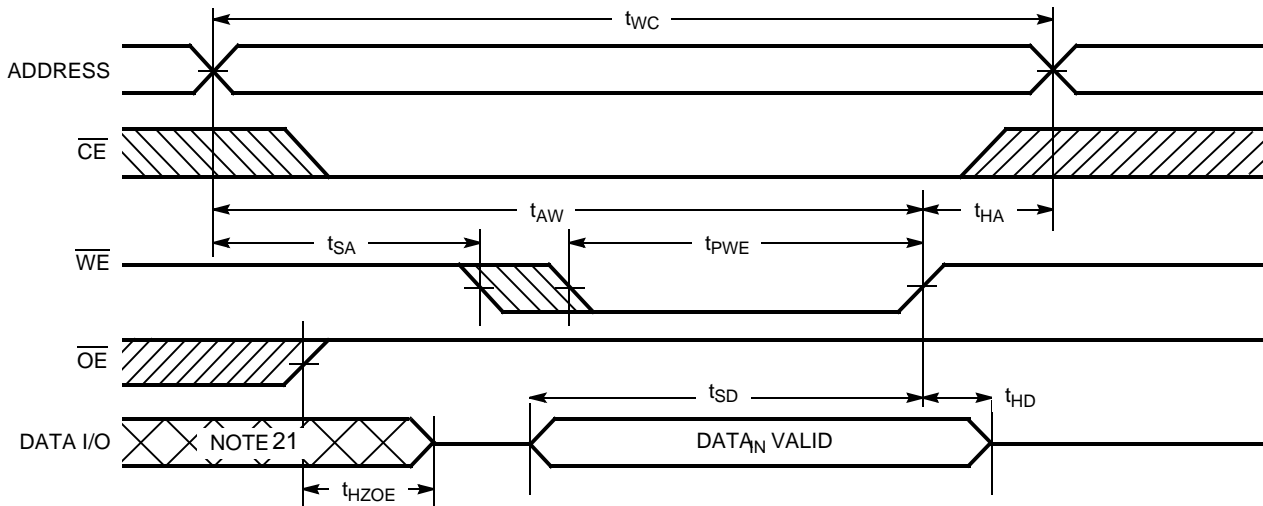 tWC
ADDRESS
CE
tAW
tHA
tSA
tPWE
WE
OE
tSD
tHD
DATA I/O
NOTE 21
DATAIN VALID
tHZOE